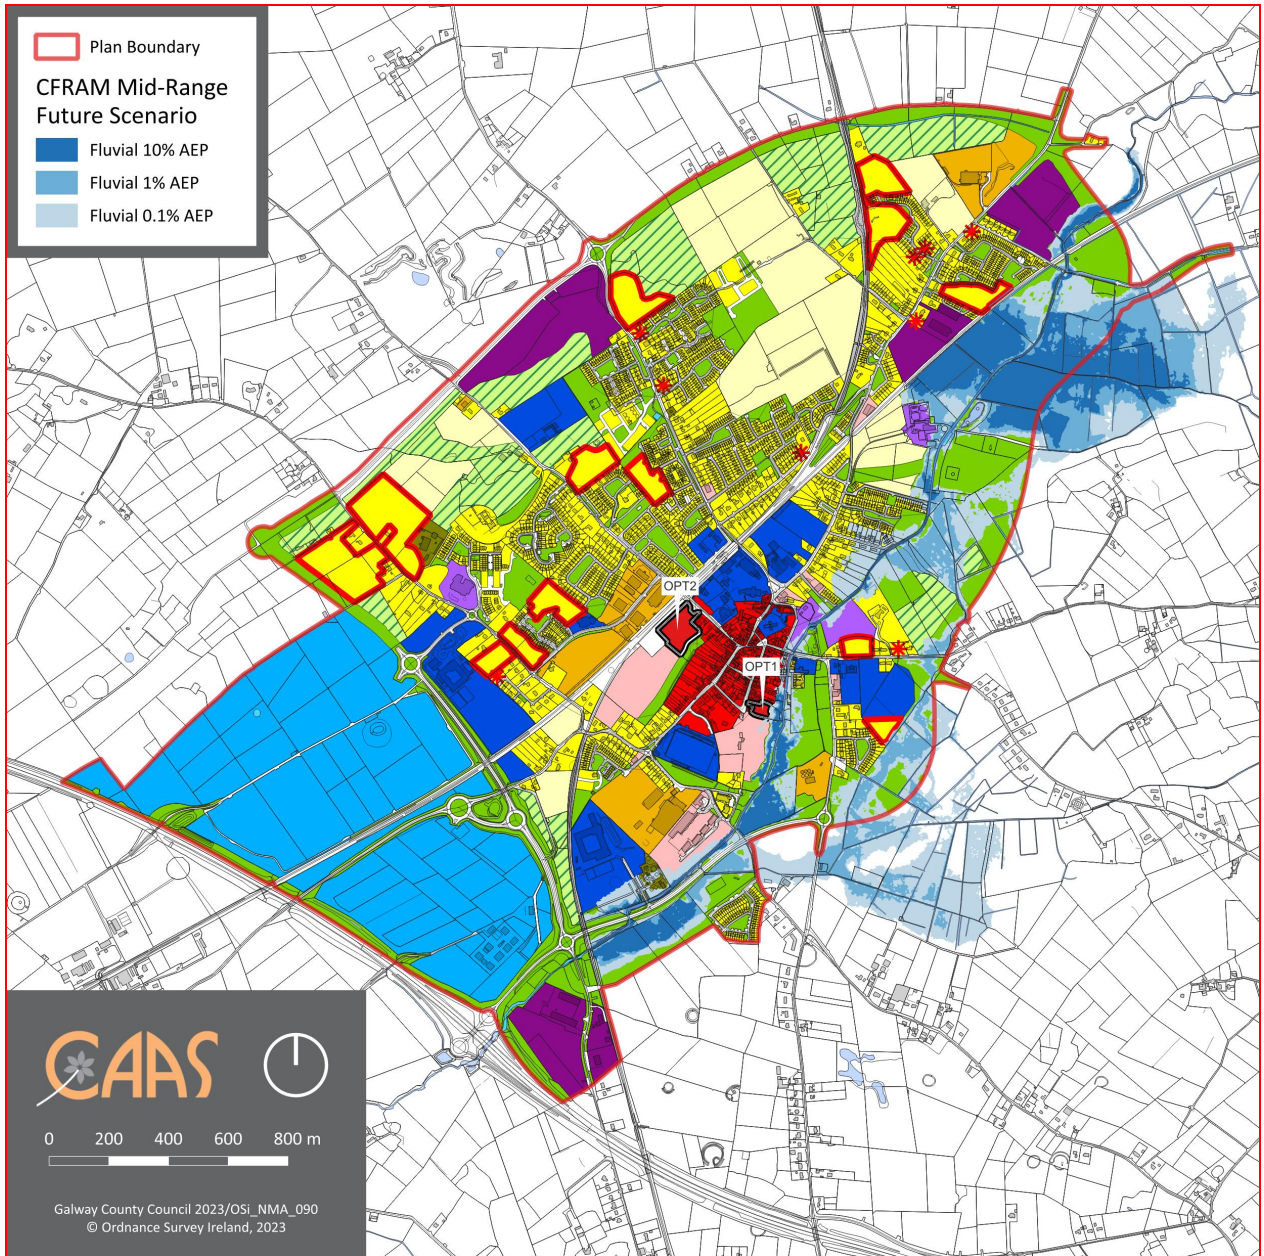 Plan Boundary
CFRAM Mid-Range
Future Scenario
Fluvial 10% AEP
Fluvial 1% AEP
Fluvial 0.1% AEP
OPT2
OPT1
CAAS
0 200 400 600 800 m
Galway County Council 2023/OSi_NMA_090
© Ordnance Survey Ireland, 2023